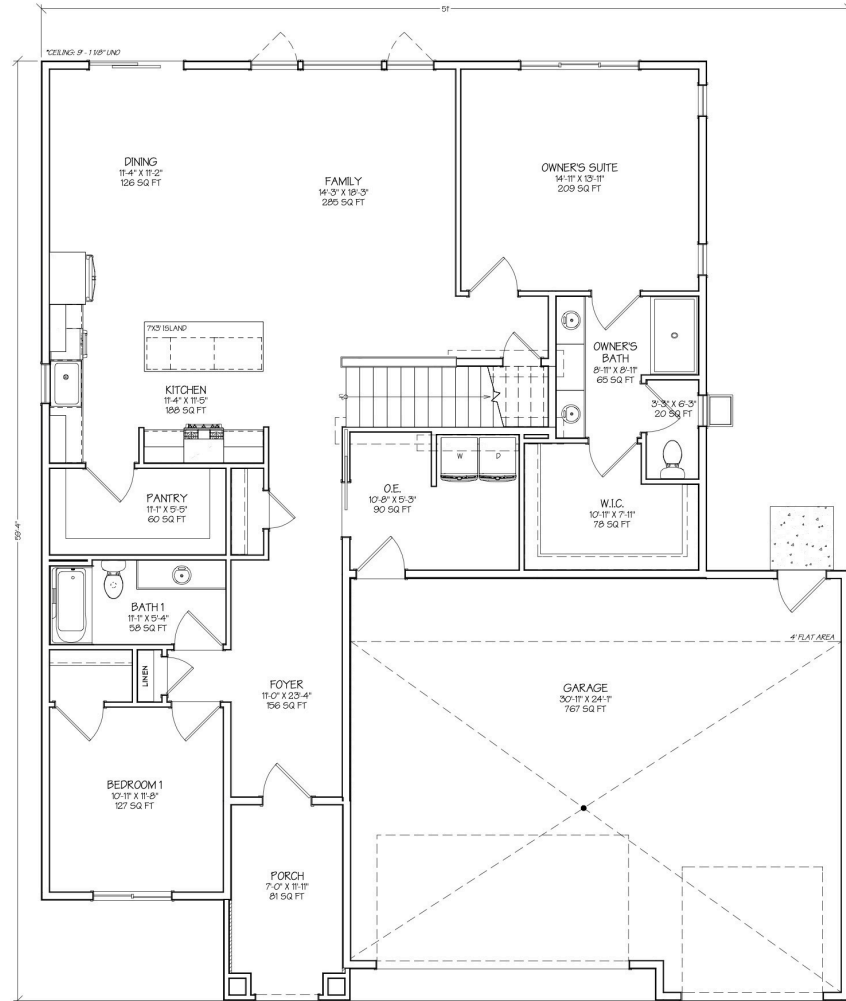 51'
*CEILING: 9' - 1 1/8" UNO
DINING
11'-4" X 11'-2"
126 SQ FT
FAMILY
14'-3" X 18'-3"
285 SQ FT
OWNER'S SUITE
14'-11" X 13'-11"
209 SQ FT
7X3' ISLAND
OWNER'S
BATH
8'-11" X 8'-11"
65 SQ FT
KITCHEN
11'-4" X 11'-5"
188 SQ FT
3'-3" X 6'-3"
20 SQ FT
W
D
O.E.
10'-8" X 5'-3"
90 SQ FT
PANTRY
11'-1" X 5'-5"
60 SQ FT
W.I.C.
10'-11" X 7'-11"
78 SQ FT
59'-4"
BATH 1
11'-1" X 5'-4"
58 SQ FT
4' FLAT AREA
LINEN
FOYER
11'-0" X 23'-4"
156 SQ FT
GARAGE
30'-11" X 24'-1"
767 SQ FT
BEDROOM 1
10'-11" X 11'-8"
127 SQ FT
PORCH
7'-0" X 11'-11"
81 SQ FT